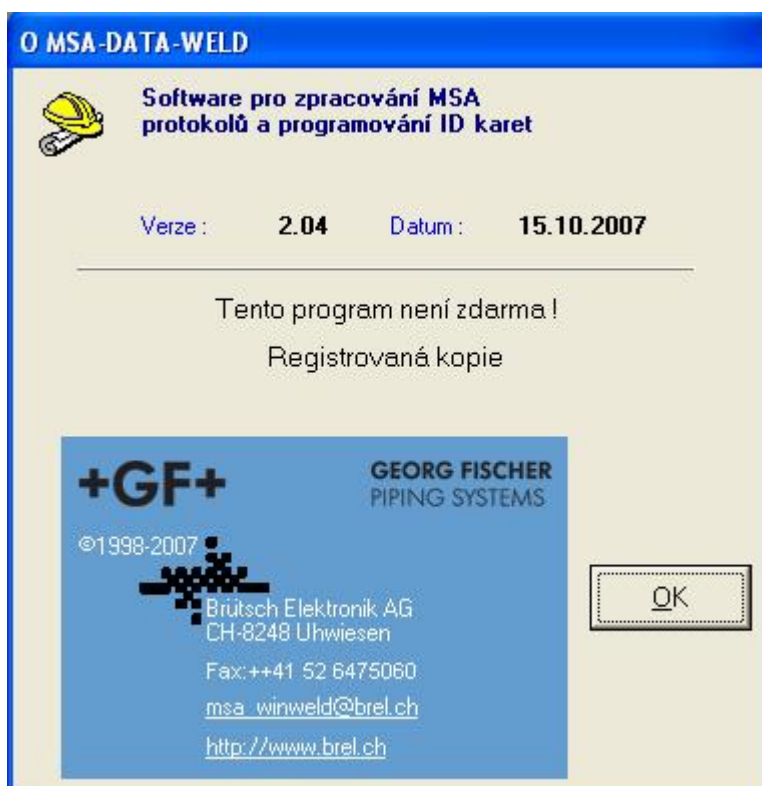 O MSA-DATA-WELD
Software pro zpracování MSA
protokolů a programování ID karet
Verze : 2.04 Datum : 15.10.2007
Tento program není zdarma !
Registrovaná kopie
+GF+ GEORG FISCHER
PIPING SYSTEMS
©1998-2007
Brütsch Elektronik AG
CH-8248 Uhwiesen
OK
Fax:++41 52 6475060
msa_winweld@brel.ch
http://www.brel.ch